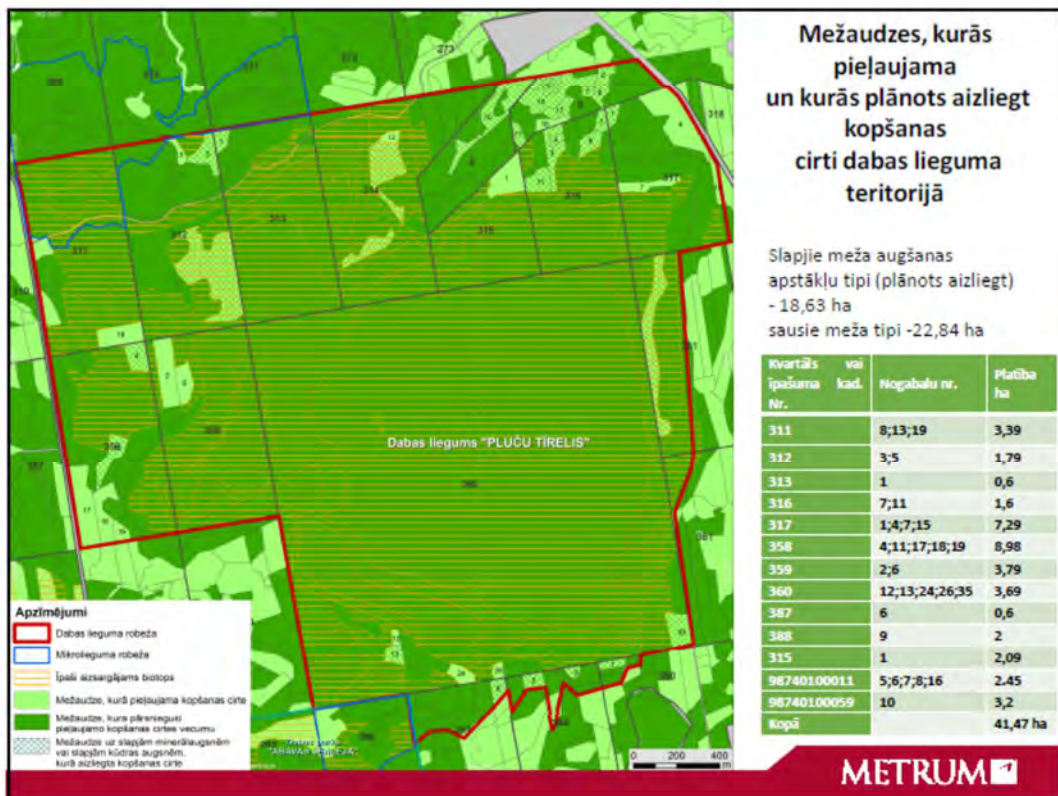 Mežaudzes, kurās
pieļaujama
un kurās plānots aizliegt
kopšanas
cirti dabas lieguma
teritorijā
Slapjie meža augšanas
apstākļu tipi (plānots aizliegt)
- 18,63 ha
sausie meža tipi -22,84 ha
Kvartāls vai īpašuma kad. Nr. Nogabalu nr. Platība ha
311 8;13;19 3,39
312 3;5 1,79
313 1 0,6
316 7;11 1,6
317 1;4;7;15 7,29
358 4;11;17;18;19 8,98
359 2;6 3,79
360 12;13;24;26;35 3,69
387 6 0,6
388 9 2
315 1 2,09
98740100011 5;6;7;8;16 2.45
98740100059 10 3,2
Kopā 41,47 ha
Dabas liegums "PLUČU TĪRELIS"
Apzīmējumi
Dabas lieguma robeža
Mikrolieguma robeža
Īpaši aizsargājams biotops
Mežaudze, kurā pieļaujama kopšanas cirte
Mežaudze, kura pārsniegusi
pieļaujamo kopšanas cirtes vecumu
Mežaudze uz slapjām minerālaugsnēm
vai slapjām kūdras augsnēm,
kurā aizliegta kopšanas cirte
0 200 400
m
METRUM